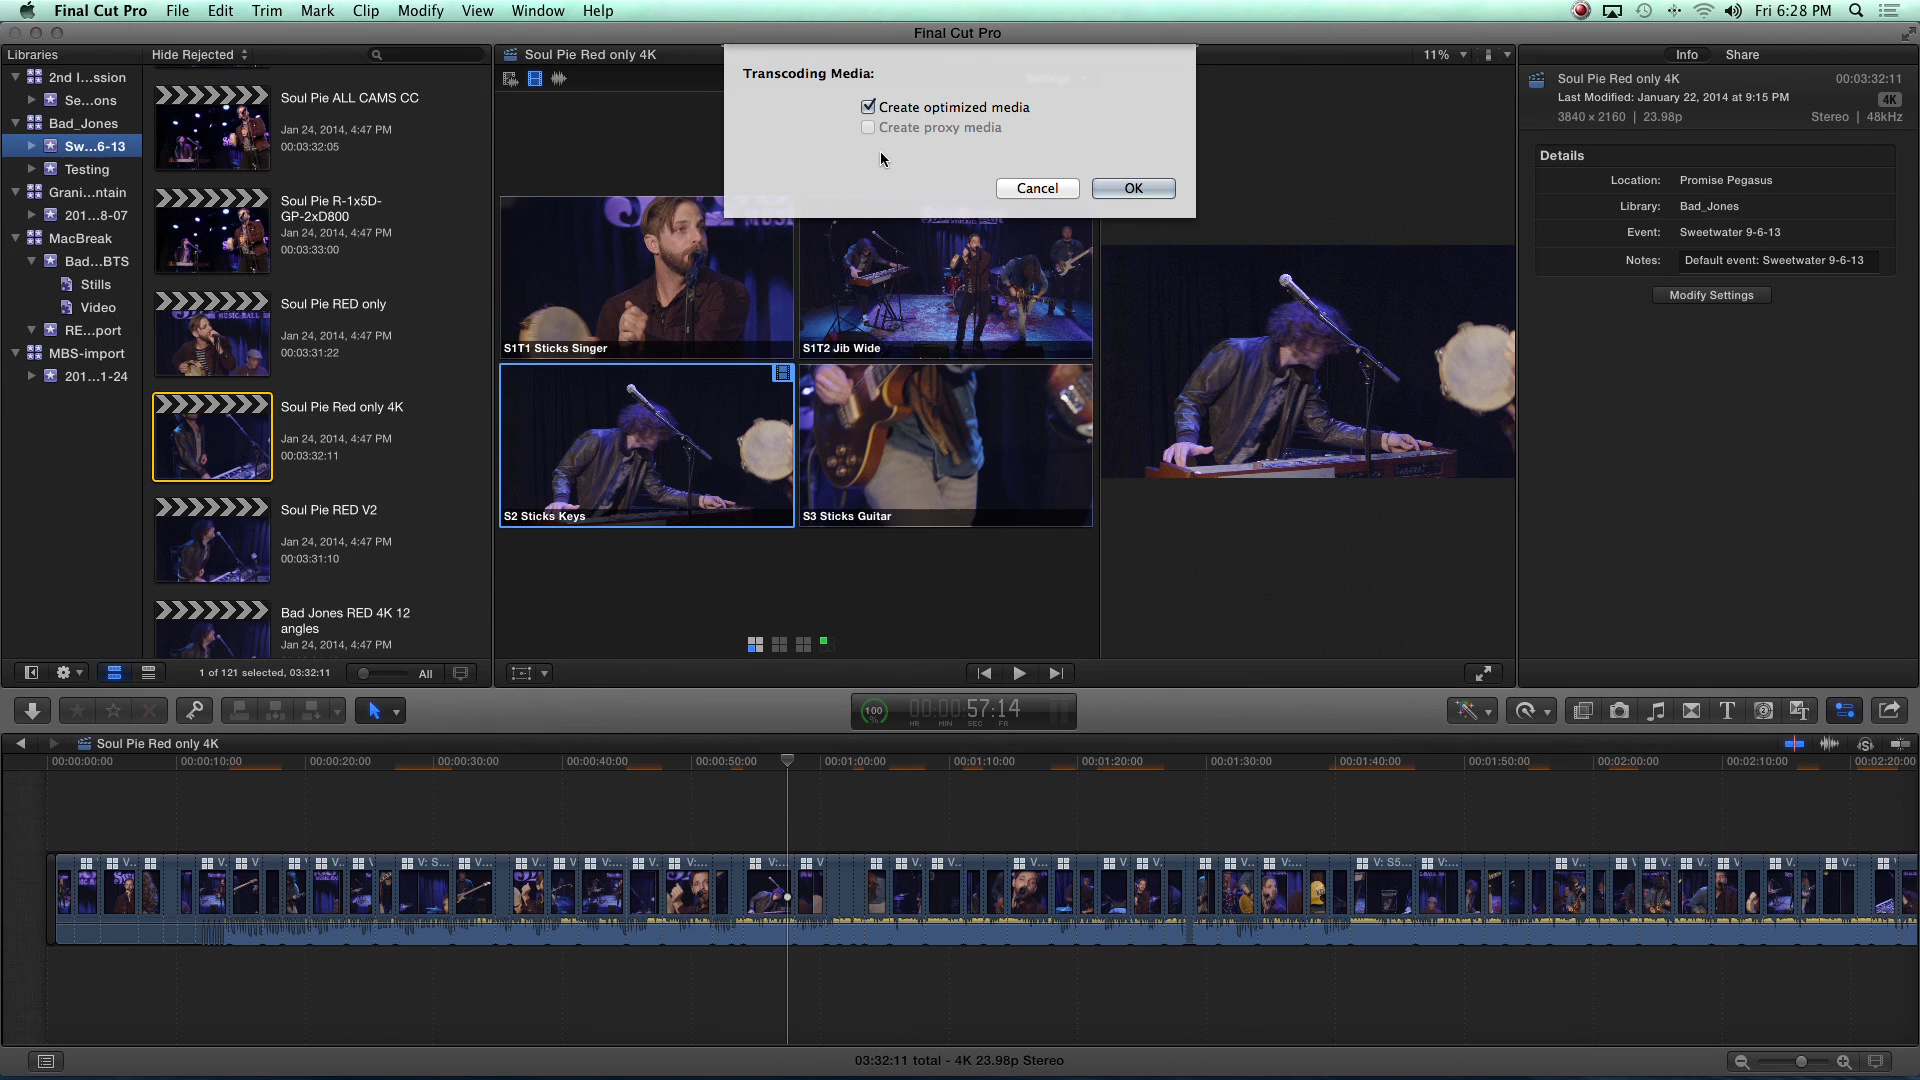 Final Cut Pro File Edit Trim Mark Clip Modify View Window Help Fri 6:28 PM
Final Cut Pro
Libraries
2nd I...ssion
Se...ons
Bad_Jones
Sw...6-13
Testing
Grani...ntain
201...8-07
MacBreak
Bad...BTS
Stills
Video
RE...port
MBS-import
201...1-24
Hide Rejected
Soul Pie ALL CAMS CC
Jan 24, 2014, 4:47 PM
00:03:32:05
Soul Pie R-1x5D-
GP-2xD800
Jan 24, 2014, 4:47 PM
00:03:33:00
Soul Pie RED only
Jan 24, 2014, 4:47 PM
00:03:31:22
Soul Pie Red only 4K
Jan 24, 2014, 4:47 PM
00:03:32:11
Soul Pie RED V2
Jan 24, 2014, 4:47 PM
00:03:31:10
Bad Jones RED 4K 12
angles
Jan 24, 2014, 4:47 PM
1 of 121 selected, 03:32:11
All
Soul Pie Red only 4K
11%
Transcoding Media:
Create optimized media
Create proxy media
Cancel OK
S1T1 Sticks Singer
S1T2 Jib Wide
S2 Sticks Keys
S3 Sticks Guitar
Info Share
Soul Pie Red only 4K 00:03:32:11
Last Modified: January 22, 2014 at 9:15 PM 4K
3840 x 2160 | 23.98p Stereo | 48kHz
Details
Location: Promise Pegasus
Library: Bad_Jones
Event: Sweetwater 9-6-13
Notes: Default event: Sweetwater 9-6-13
Modify Settings
100 % 00:00:57:14
HR MIN SEC FR
Soul Pie Red only 4K
00:00:00:00 00:00:10:00 00:00:20:00 00:00:30:00 00:00:40:00 00:00:50:00 00:01:00:00 00:01:10:00 00:01:20:00 00:01:30:00 00:01:40:00 00:01:50:00 00:02:00:00 00:02:10:00 00:02:20:00
V... V V... V: S... V... V... V V:... V. V:... V:... V V... V... V... V V... V... V:... V: S5... V:... V... V... V... V... V...
03:32:11 total - 4K 23.98p Stereo